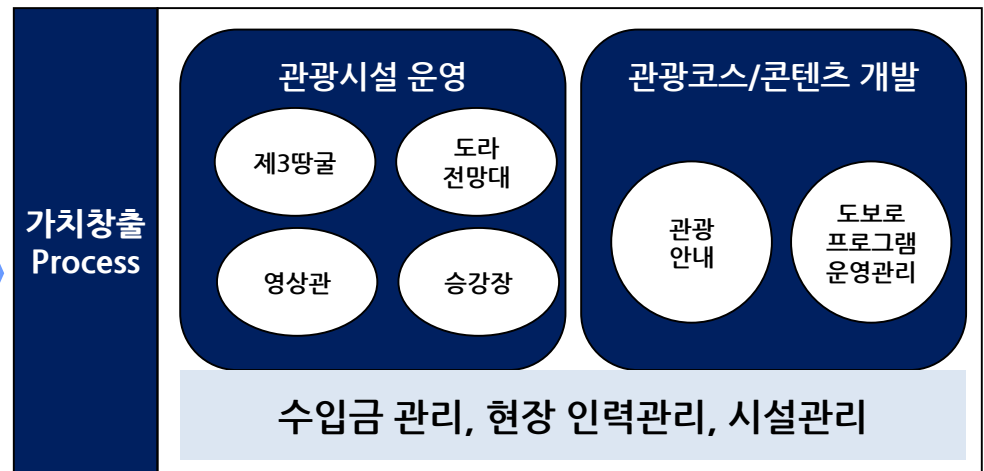 가치창출
Process
관광시설 운영
제3땅굴
도라
전망대
영상관
승강장
관광코스/콘텐츠 개발
관광
안내
도보로
프로그램
운영관리
수입금 관리, 현장 인력관리, 시설관리